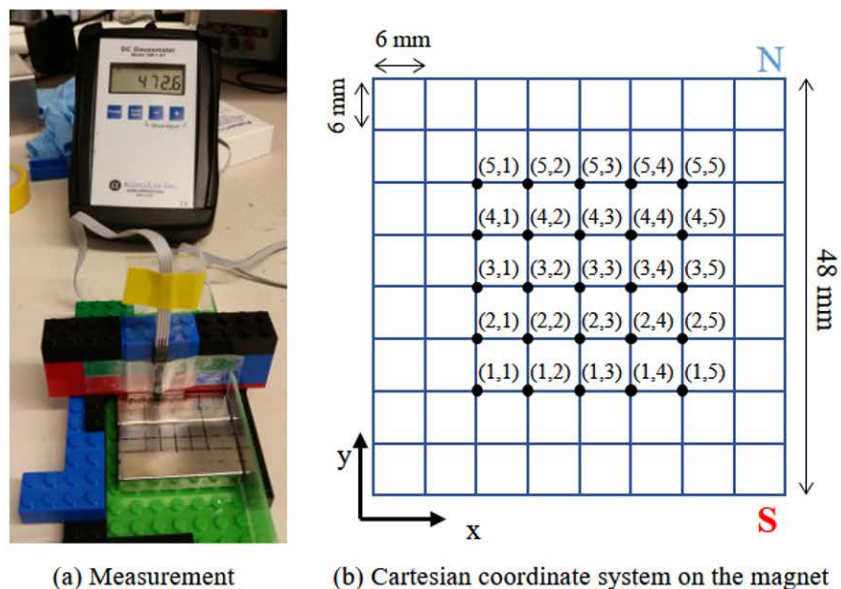 DC Gaussmeter
472.6
ALPHALAB INC.
6 mm
6 mm
N
(5,1) (5,2) (5,3) (5,4) (5,5)
(4,1) (4,2) (4,3) (4,4) (4,5)
(3,1) (3,2) (3,3) (3,4) (3,5)
(2,1) (2,2) (2,3) (2,4) (2,5)
(1,1) (1,2) (1,3) (1,4) (1,5)
48 mm
y
x
S
(a) Measurement
(b) Cartesian coordinate system on the magnet